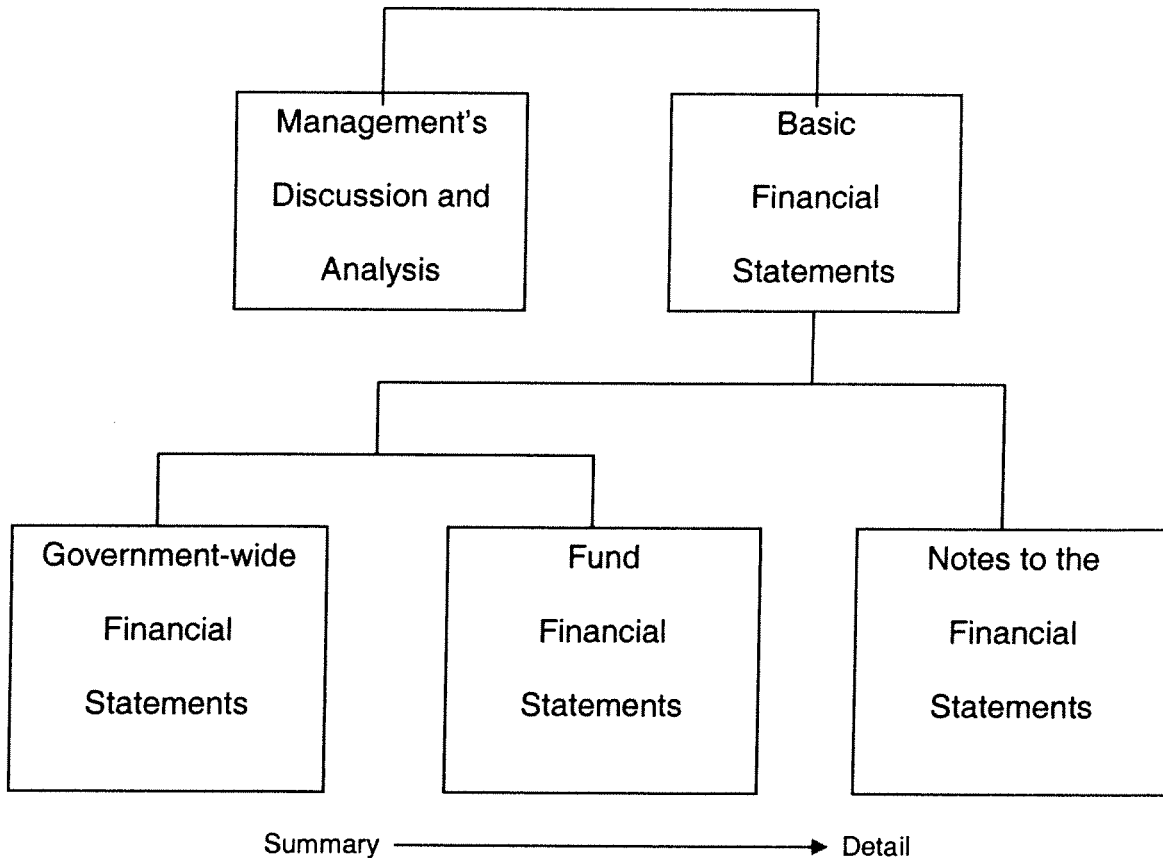 Management's
Discussion and
Analysis
Basic
Financial
Statements
Government-wide
Financial
Statements
Fund
Financial
Statements
Notes to the
Financial
Statements
Summary
Detail